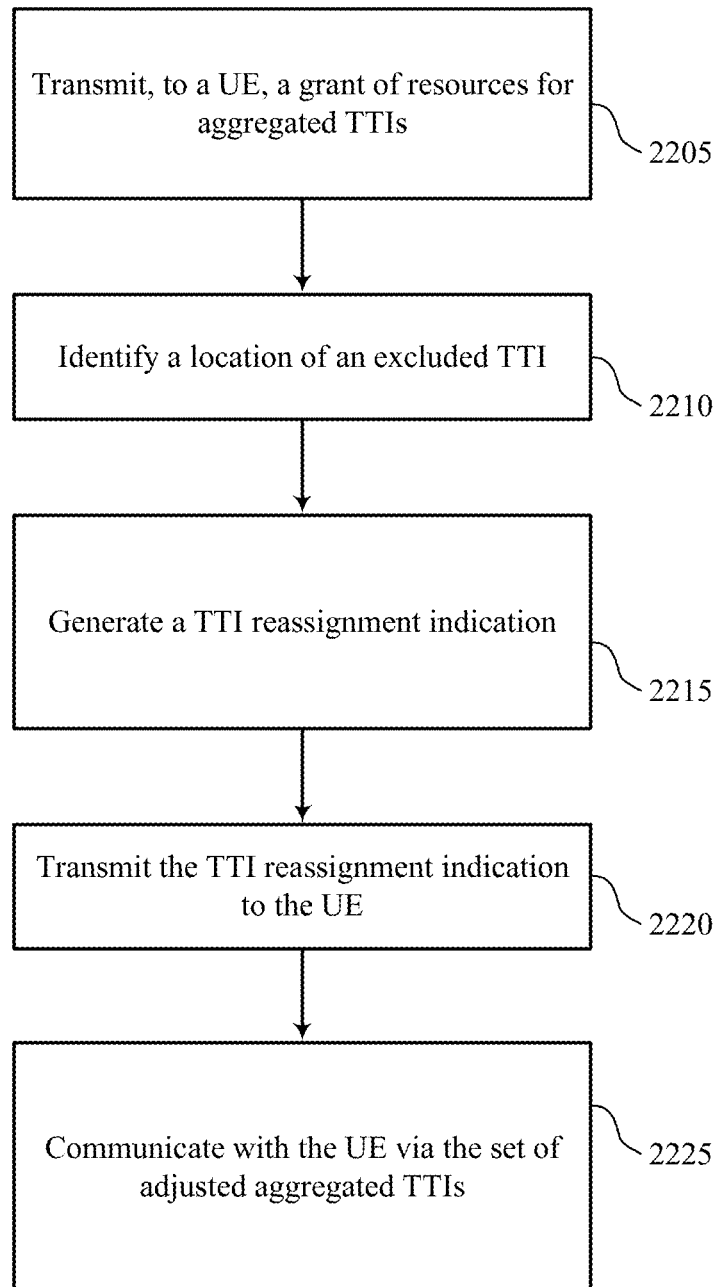 Transmit, to a UE, a grant of resources for
aggregated TTIs
2205
Identify a location of an excluded TTI
2210
Generate a TTI reassignment indication
2215
Transmit the TTI reassignment indication
to the UE
2220
Communicate with the UE via the set of
adjusted aggregated TTIs
2225